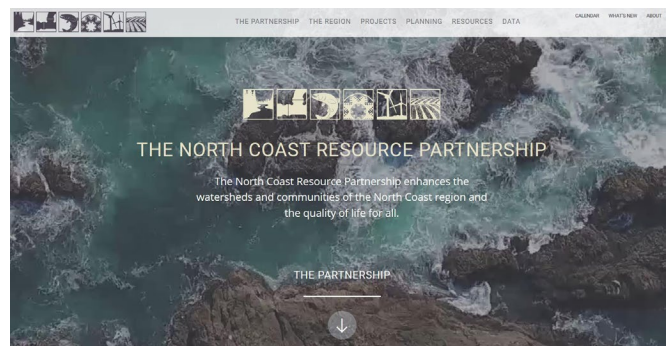 THE PARTNERSHIP THE REGION PROJECTS PLANNING RESOURCES DATA
CALENDAR WHAT'S NEW ABOUT
THE NORTH COAST RESOURCE PARTNERSHIP
The North Coast Resource Partnership enhances the
watersheds and communities of the North Coast region and
the quality of life for all.
THE PARTNERSHIP